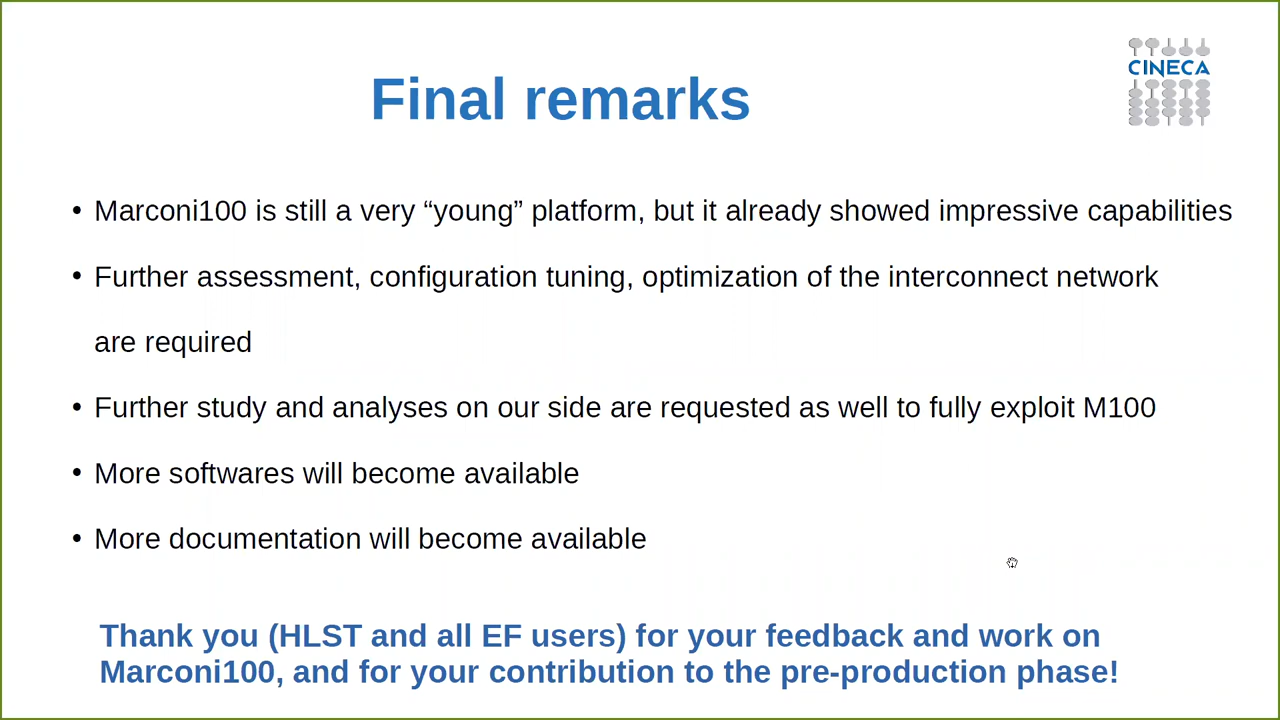 Final remarks
CINECA
• Marconi100 is still a very “young” platform, but it already showed impressive capabilities
• Further assessment, configuration tuning, optimization of the interconnect network
are required
• Further study and analyses on our side are requested as well to fully exploit M100
• More softwares will become available
• More documentation will become available
Thank you (HLST and all EF users) for your feedback and work on
Marconi100, and for your contribution to the pre-production phase!